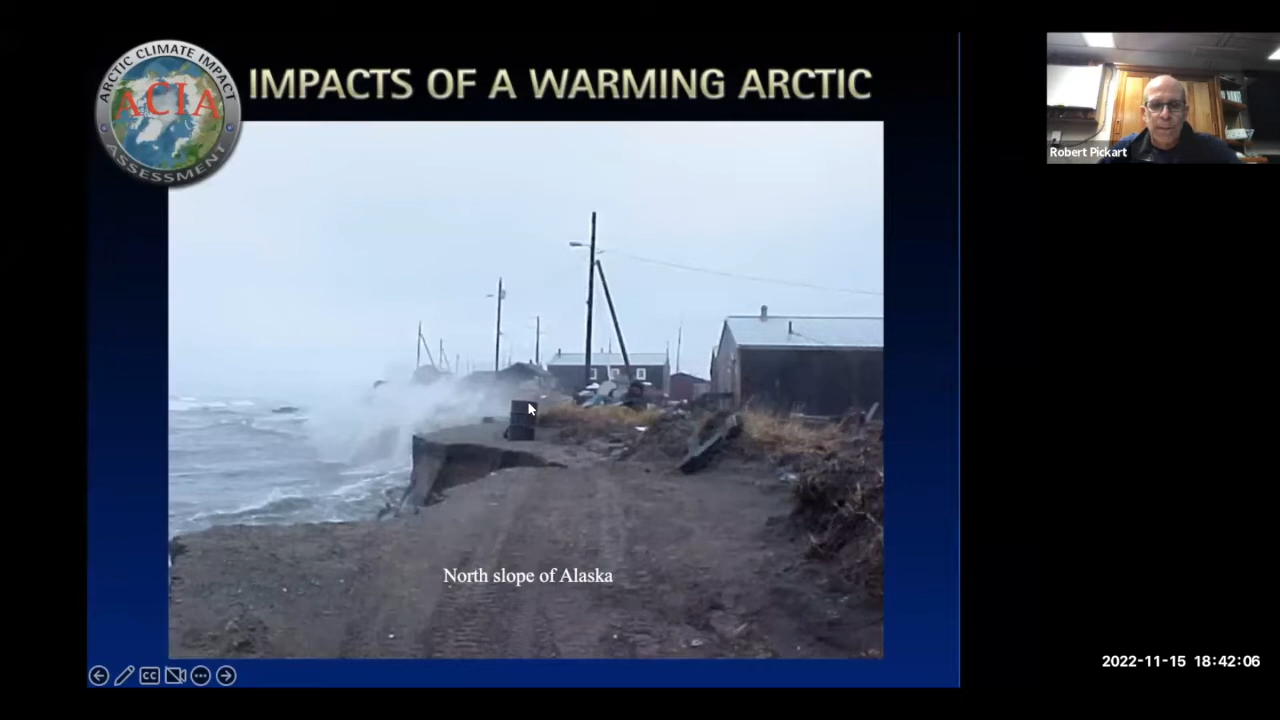 ARCTIC CLIMATE IMPACT
ACIA
ASSESSMENT
IMPACTS OF A WARMING ARCTIC
Robert Pickart
North slope of Alaska
CC
2022-11-15 18:42:06